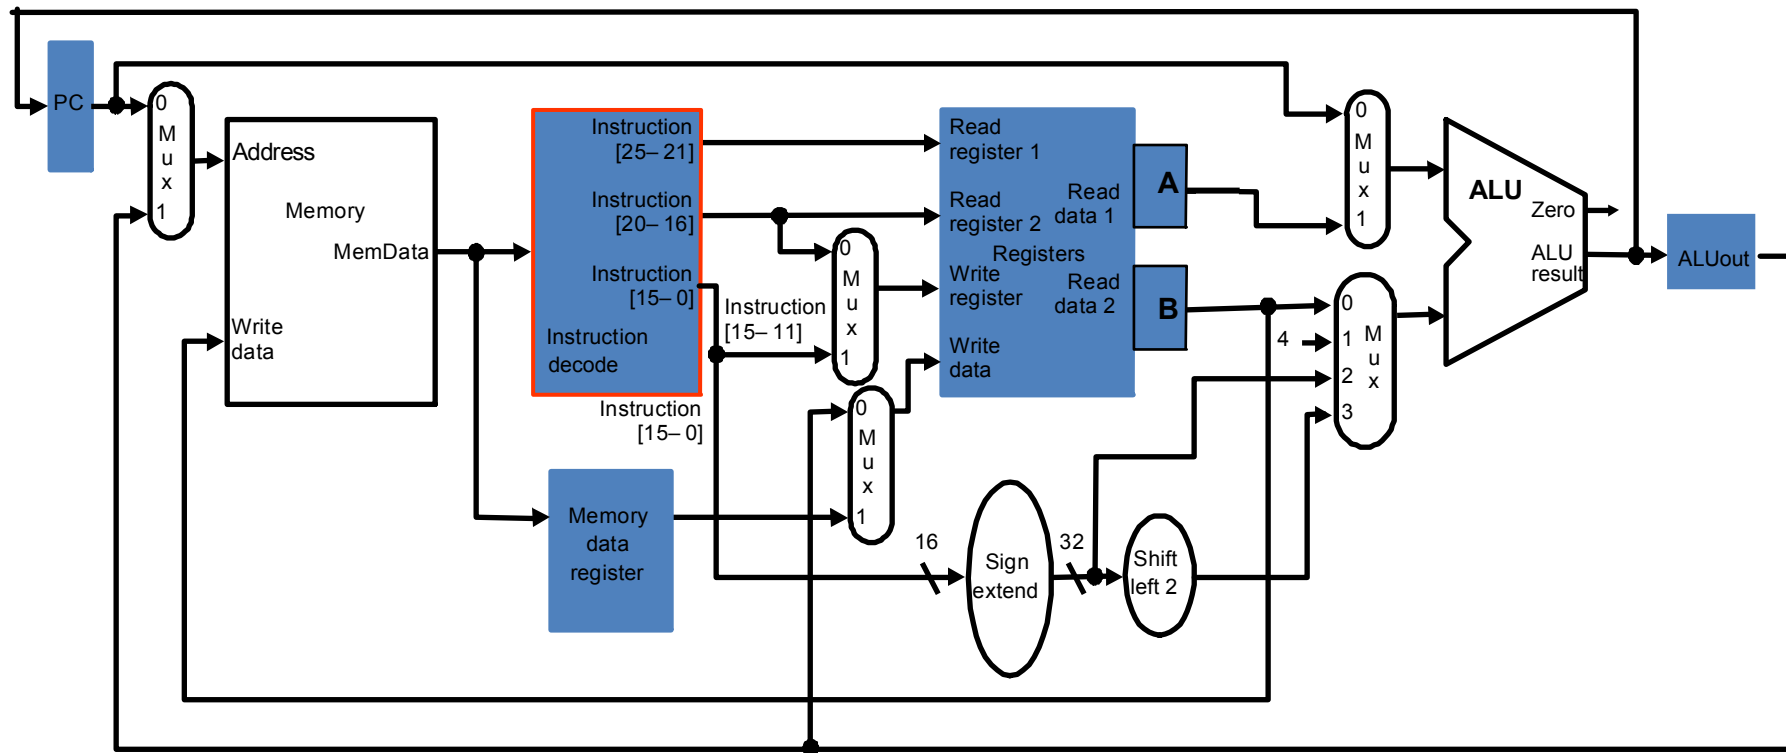 PC
0
M
u
x
1
Address
Memory
MemData
Write
data
Instruction
[25– 21]
Instruction
[20– 16]
Instruction
[15– 0]
Instruction
decode
Instruction
[15– 11]
Instruction
[15– 0]
0
M
u
x
1
0
M
u
x
1
Memory
data
register
Read
register 1
Read
register 2
Registers
Write
register
Write
data
Read
data 1
Read
data 2
A
B
16
Sign
extend
32
Shift
left 2
0
M
u
x
1
4
0
1
2
3
M
u
x
ALU
Zero
ALU
result
ALUout